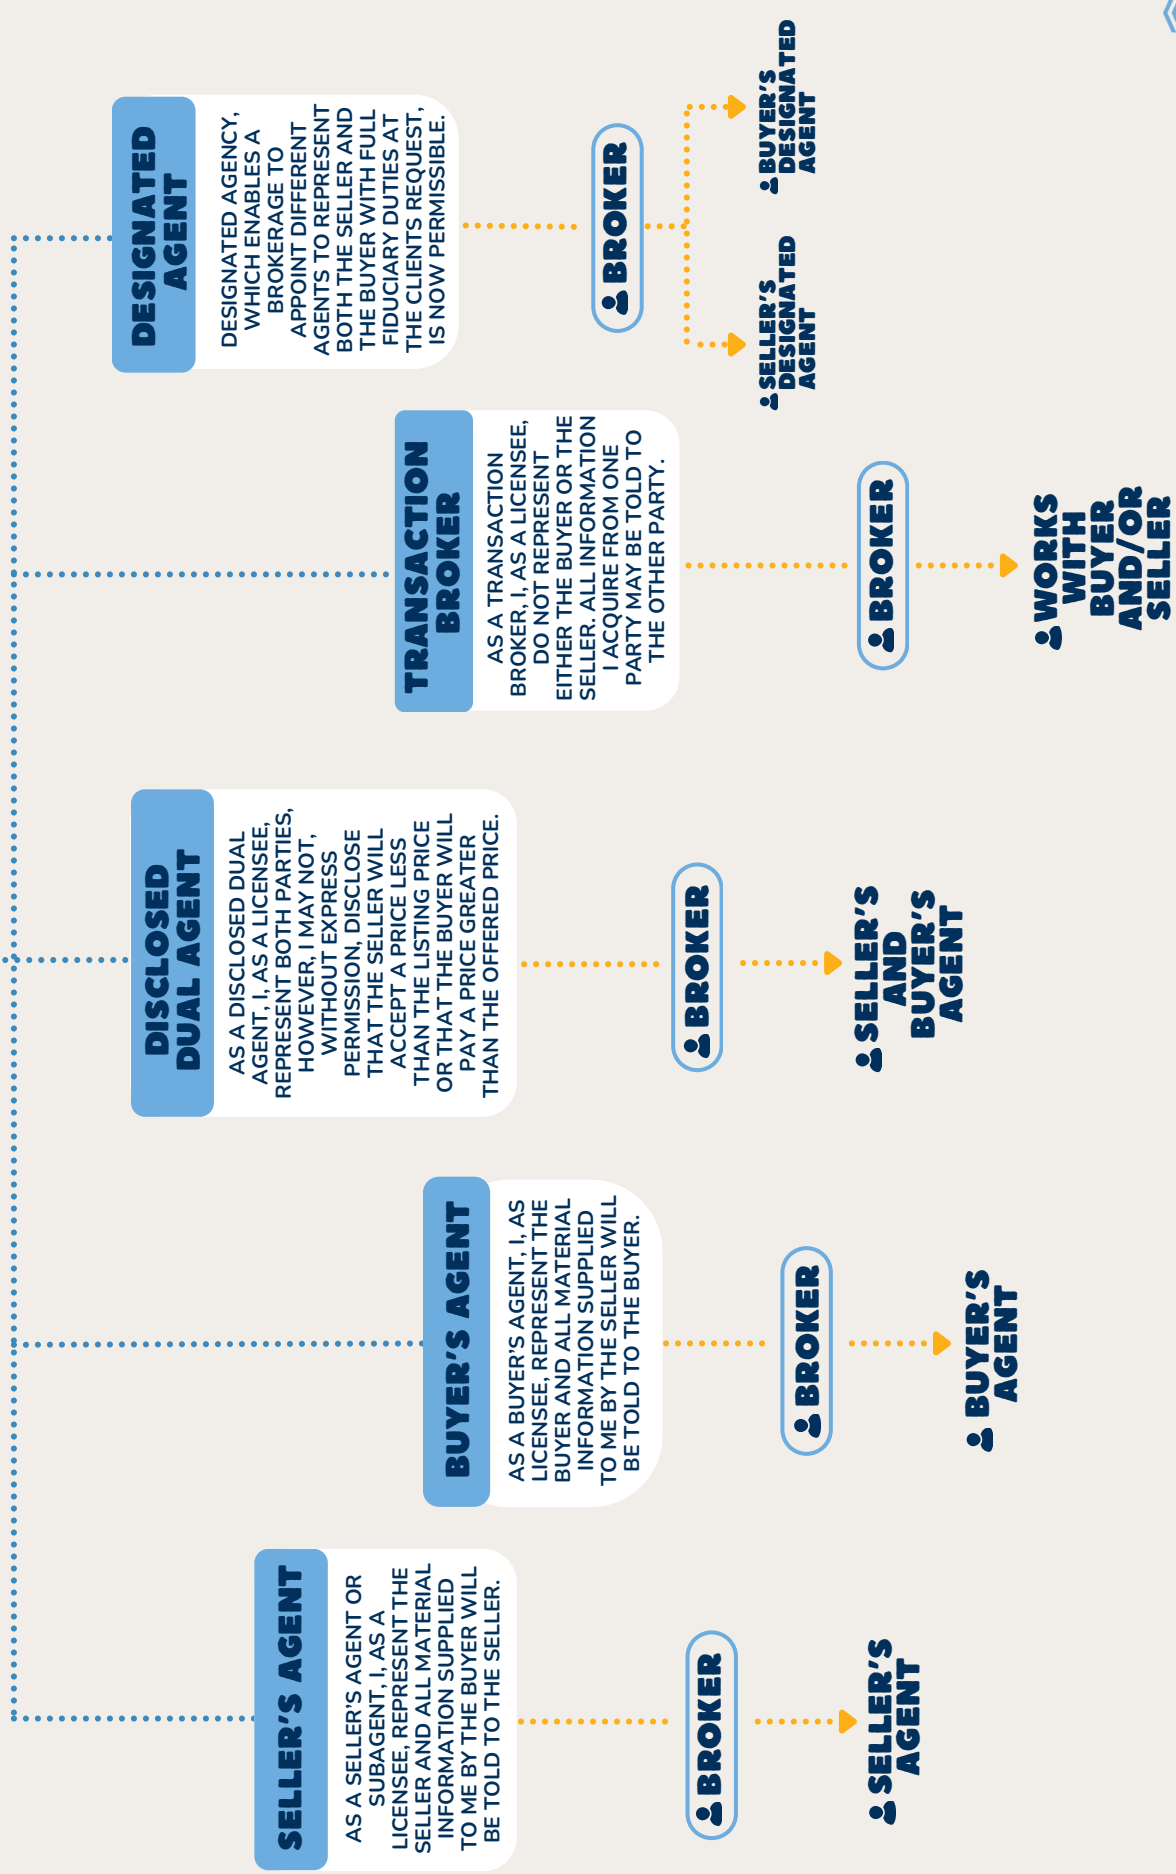 SELLER'S AGENT
AS A SELLER'S AGENT OR
SUBAGENT, I, AS A
LICENSEE, REPRESENT THE
SELLER AND ALL MATERIAL
INFORMATION SUPPLIED
TO ME BY THE BUYER WILL
BE TOLD TO THE SELLER.
BROKER
SELLER'S
AGENT
BUYER'S AGENT
AS A BUYER'S AGENT, I, AS
LICENSEE, REPRESENT THE
BUYER AND ALL MATERIAL
INFORMATION SUPPLIED
TO ME BY THE SELLER WILL
BE TOLD TO THE BUYER.
BROKER
BUYER'S
AGENT
DISCLOSED
DUAL AGENT
AS A DISCLOSED DUAL
AGENT, I, AS A LICENSEE,
REPRESENT BOTH PARTIES,
HOWEVER, I MAY NOT,
WITHOUT EXPRESS
PERMISSION, DISCLOSE
THAT THE SELLER WILL
ACCEPT A PRICE LESS
THAN THE LISTING PRICE
OR THAT THE BUYER WILL
PAY A PRICE GREATER
THAN THE OFFERED PRICE.
BROKER
SELLER'S
AND
BUYER'S
AGENT
TRANSACTION
BROKER
AS A TRANSACTION
BROKER, I, AS A LICENSEE,
DO NOT REPRESENT
EITHER THE BUYER OR THE
SELLER. ALL INFORMATION
I ACQUIRE FROM ONE
PARTY MAY BE TOLD TO
THE OTHER PARTY.
BROKER
WORKS
WITH
BUYER
AND/OR
SELLER
DESIGNATED
AGENT
DESIGNATED AGENCY,
WHICH ENABLES A
BROKERAGE TO
APPOINT DIFFERENT
AGENTS TO REPRESENT
BOTH THE SELLER AND
THE BUYER WITH FULL
FIDUCIARY DUTIES AT
THE CLIENTS REQUEST,
IS NOW PERMISSIBLE.
BROKER
SELLER'S
DESIGNATED
AGENT
BUYER'S
DESIGNATED
AGENT